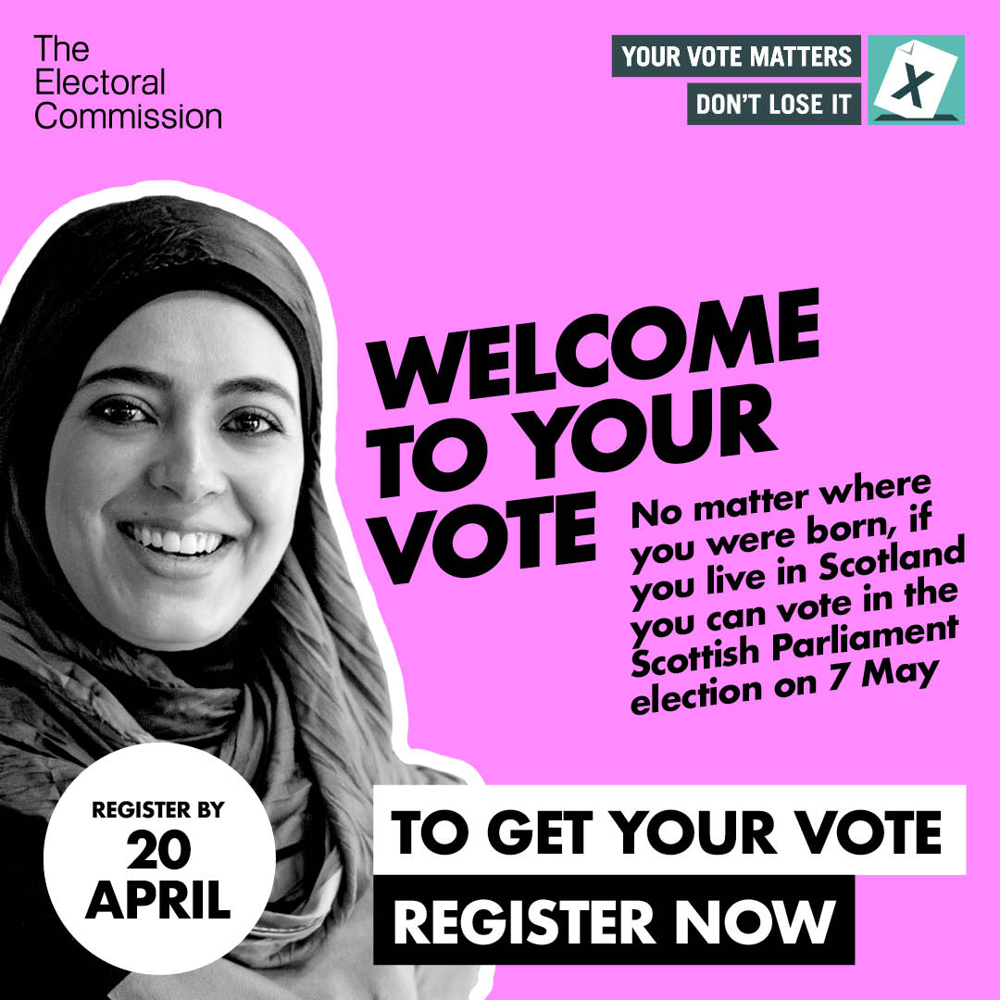 The
Electoral
Commission
YOUR VOTE MATTERS
DON'T LOSE IT
X
WELCOME
TO YOUR
VOTE
No matter where
you were born, if
you live in Scotland
you can vote in the
Scottish Parliament
election on 7 May
REGISTER BY
20
APRIL
TO GET YOUR VOTE
REGISTER NOW